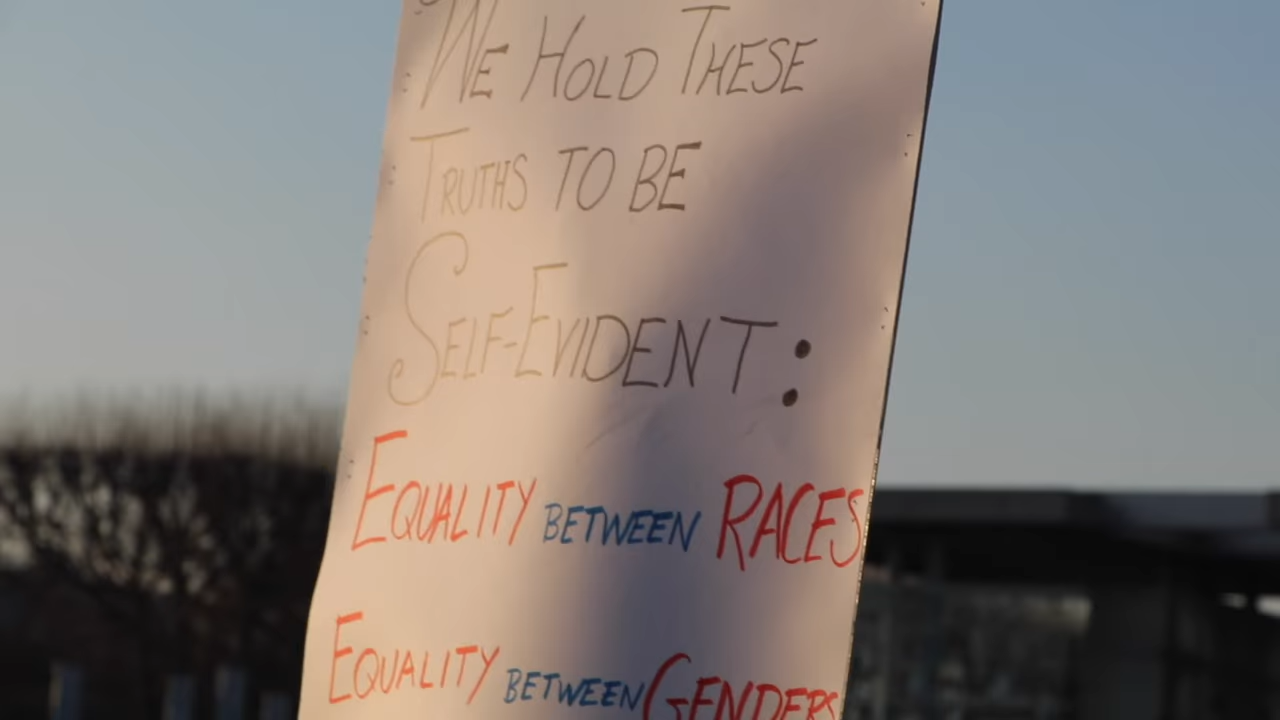 WE HOLD THESE
TRUTHS TO BE
SELF-EVIDENT:
EQUALITY BETWEEN RACES
EQUALITY BETWEEN GENDERS